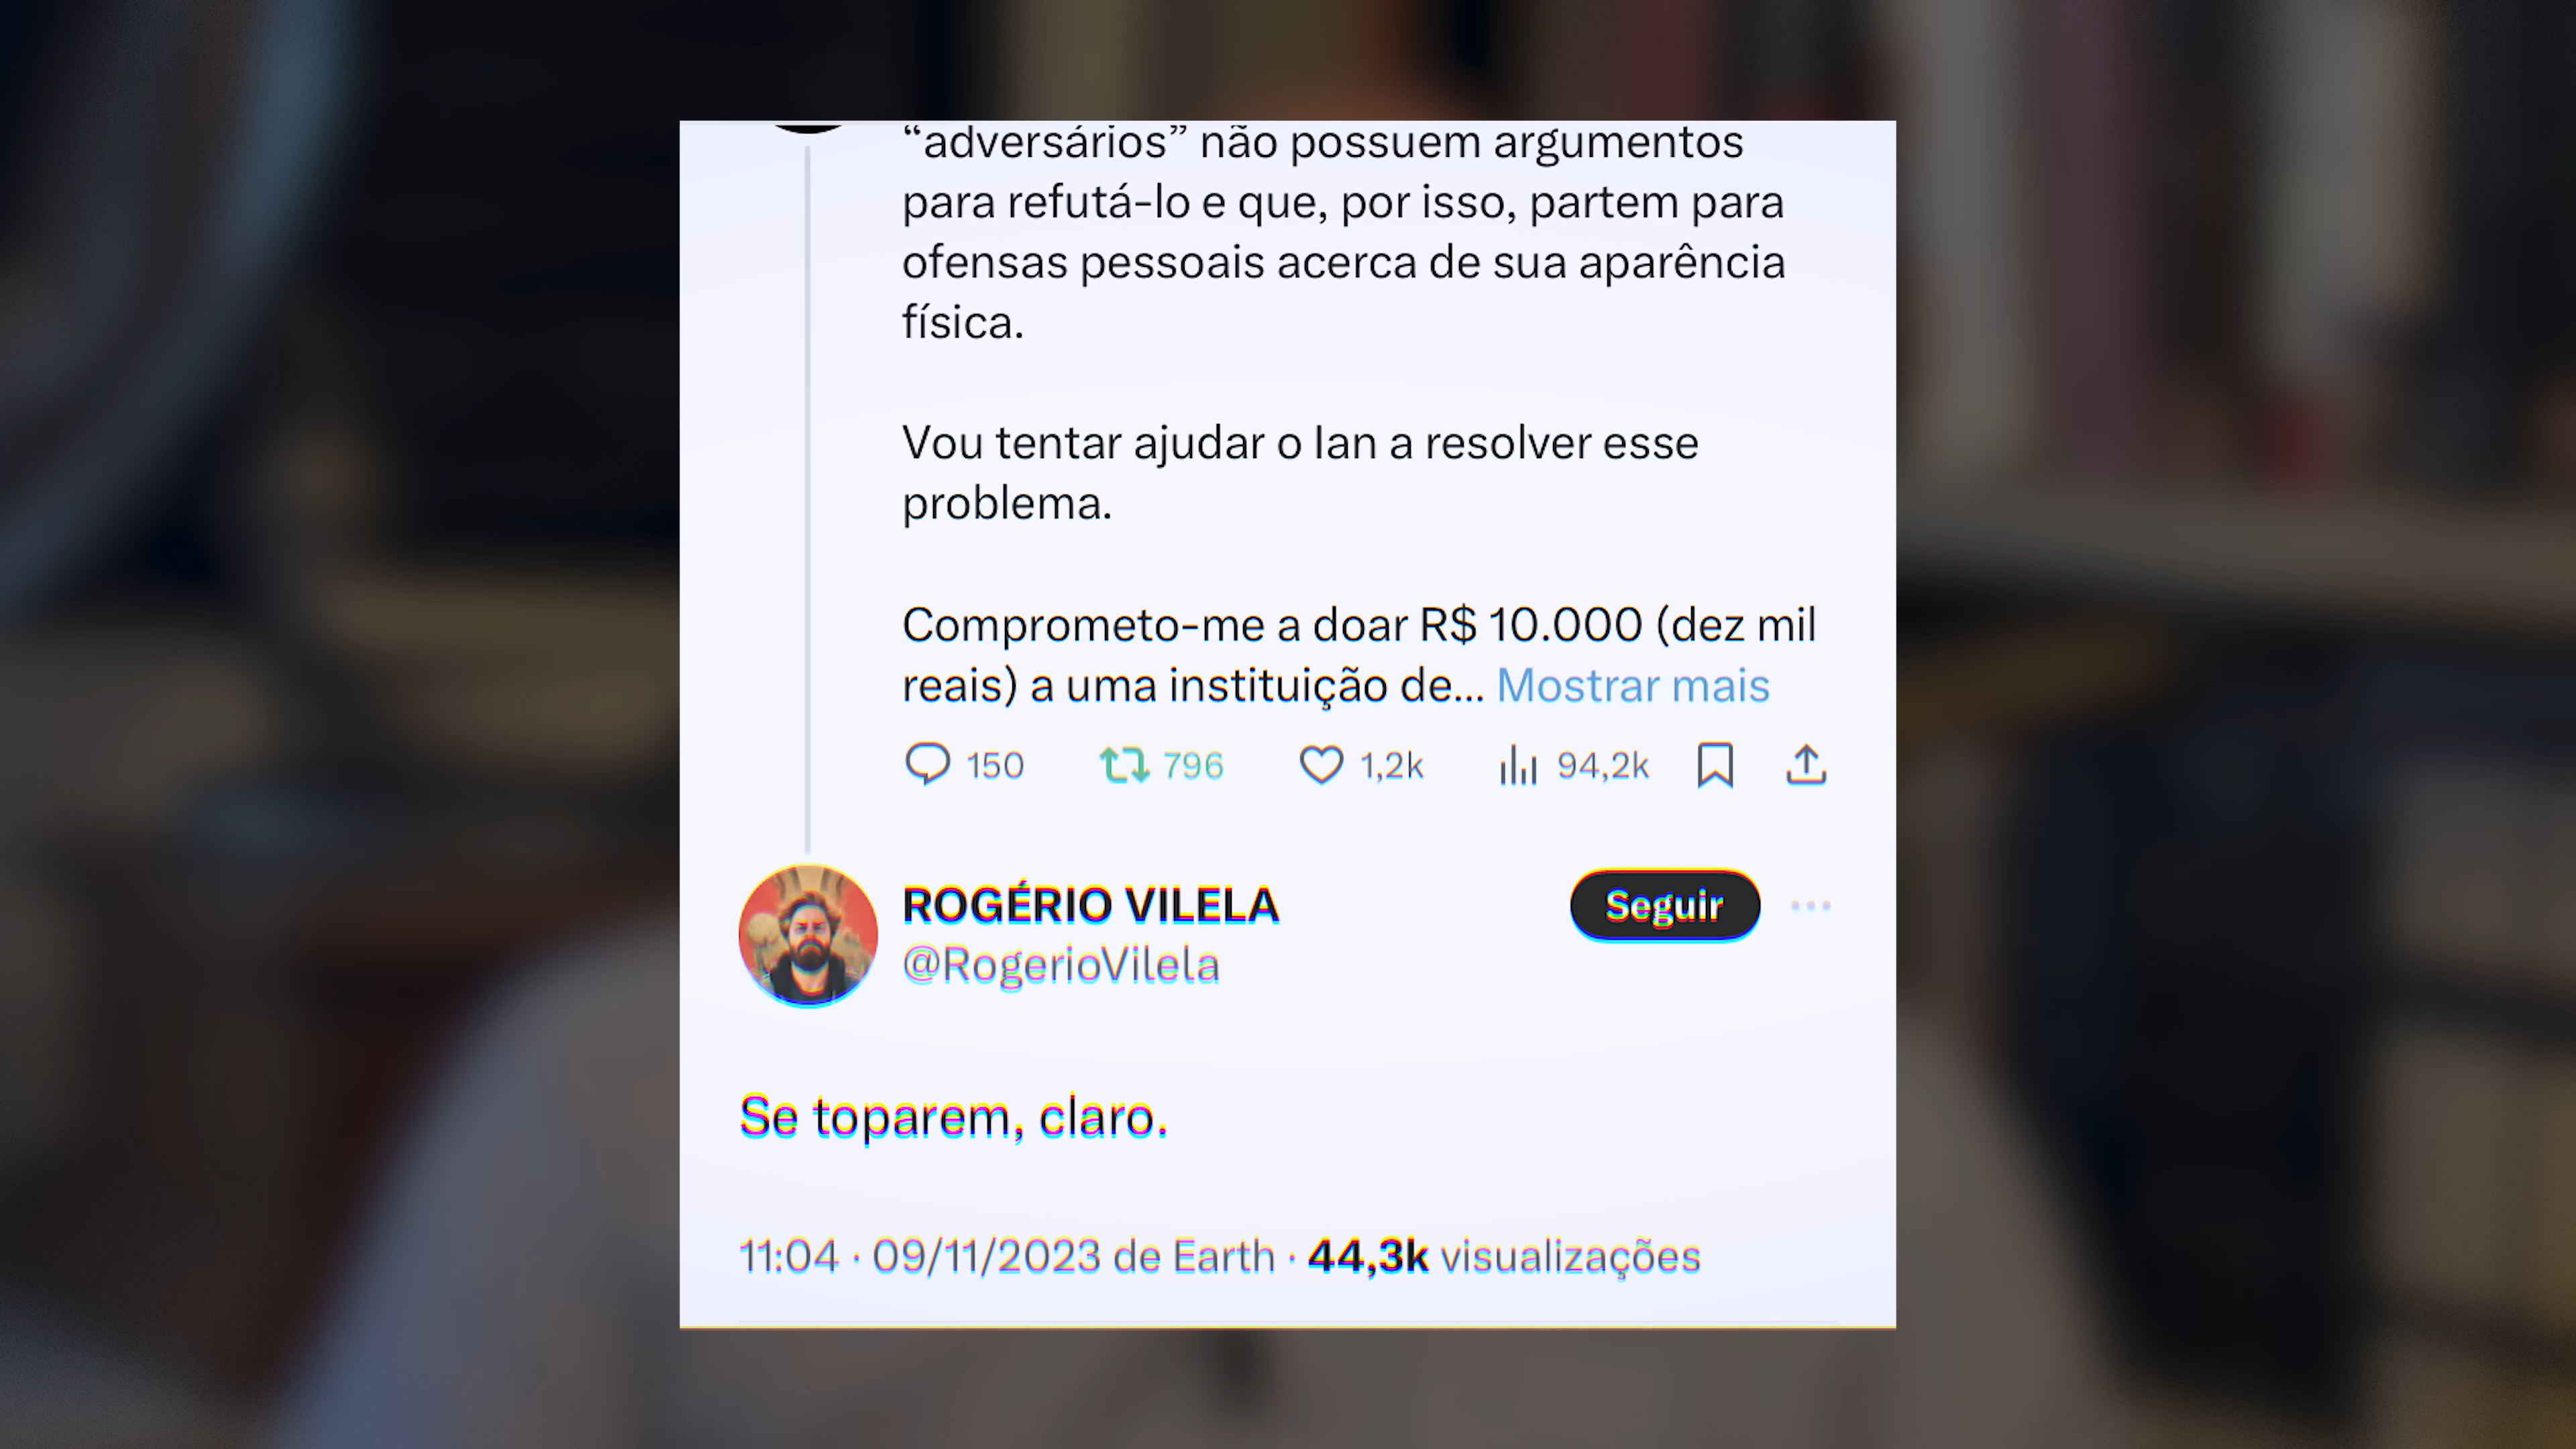 “adversários” não possuem argumentos
para refutá-lo e que, por isso, partem para
ofensas pessoais acerca de sua aparência
física.
Vou tentar ajudar o Ian a resolver esse
problema.
Comprometo-me a doar R$ 10.000 (dez mil
reais) a uma instituição de... Mostrar mais
150 796 1,2k 94,2k
ROGÉRIO VILELA
Seguir
@RogerioVilela
Se toparem, claro.
11:04 · 09/11/2023 de Earth · 44,3k visualizações